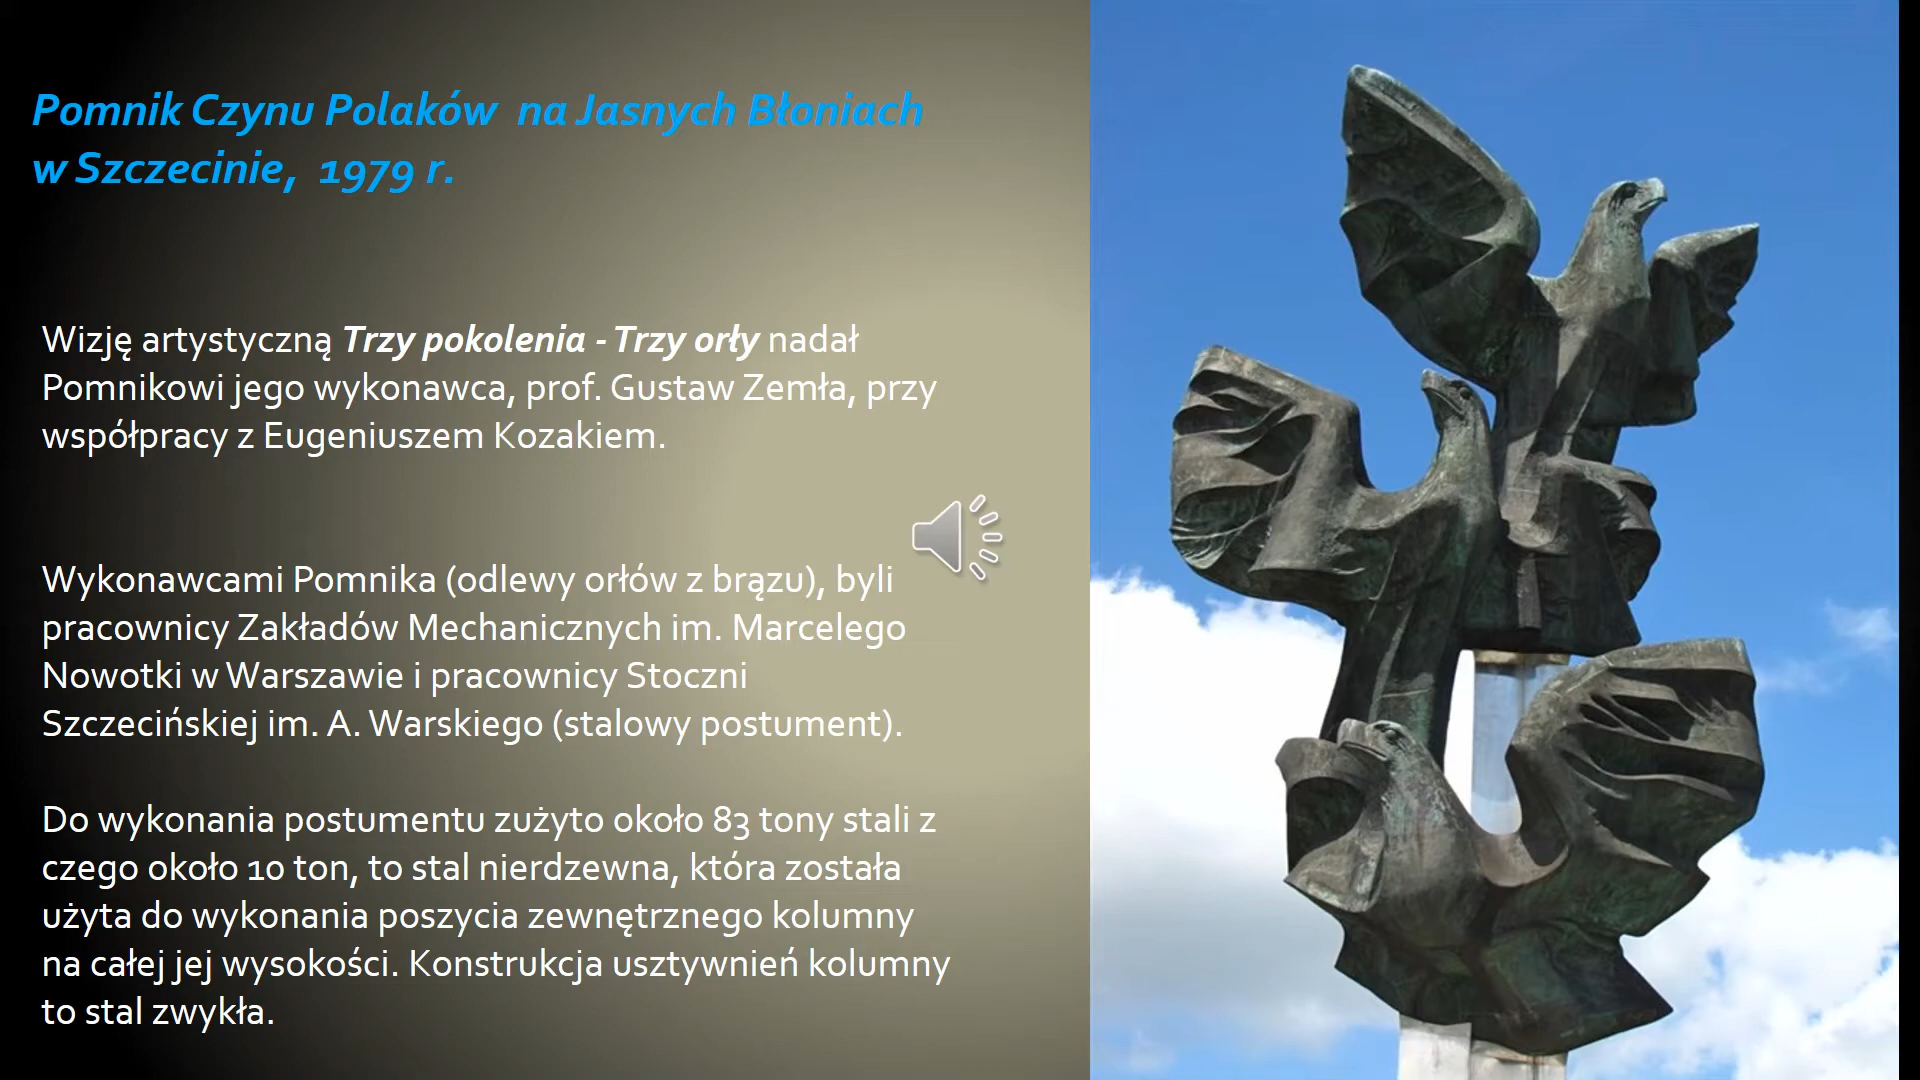 Pomnik Czynu Polaków na Jasnych Błoniach
w Szczecinie, 1979 r.
Wizję artystyczną Trzy pokolenia - Trzy orły nadał
Pomnikowi jego wykonawca, prof. Gustaw Zemła, przy
współpracy z Eugeniuszem Kozakiem.
Wykonawcami Pomnika (odlewy orłów z brązu), byli
pracownicy Zakładów Mechanicznych im. Marcelego
Nowotki w Warszawie i pracownicy Stoczni
Szczecińskiej im. A. Warskiego (stalowy postument).
Do wykonania postumentu zużyto około 83 tony stali z
czego około 10 ton, to stal nierdzewna, która została
użyta do wykonania poszycia zewnętrznego kolumny
na całej jej wysokości. Konstrukcja usztywnień kolumny
to stal zwykła.